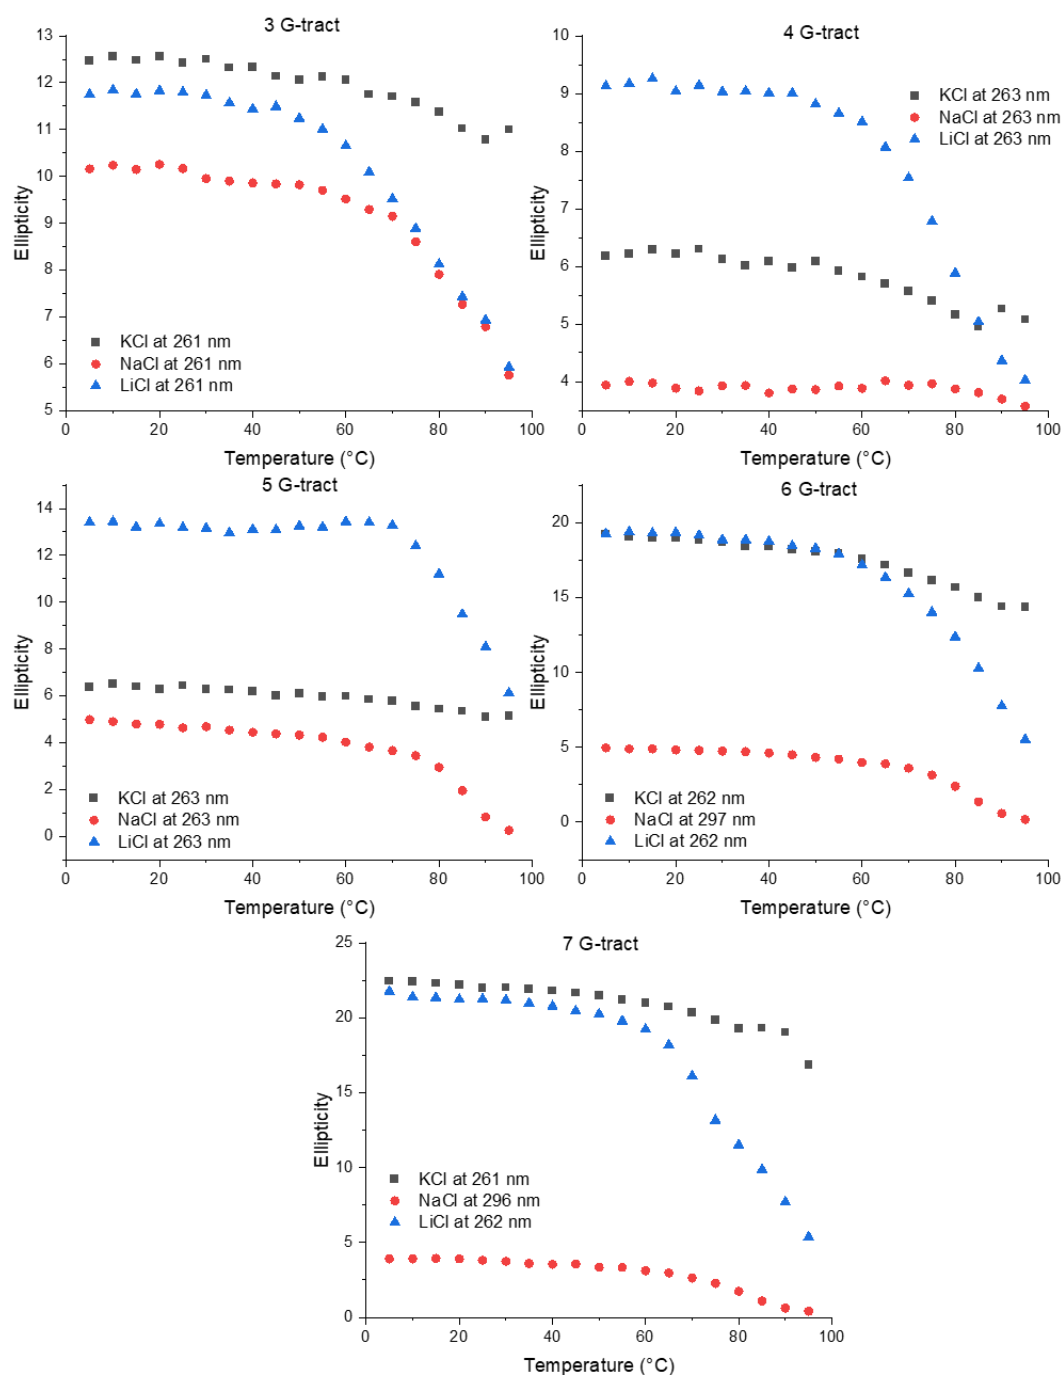 3 G-tract
13
12
11
10
9
8
7
6
5
Ellipticity
KCl at 261 nm
NaCl at 261 nm
LiCl at 261 nm
0 20 40 60 80 100
Temperature (°C)
4 G-tract
10
9
8
7
6
5
4
Ellipticity
KCl at 263 nm
NaCl at 263 nm
LiCl at 263 nm
0 20 40 60 80 100
Temperature (°C)
5 G-tract
14
12
10
8
6
4
2
0
Ellipticity
KCl at 263 nm
NaCl at 263 nm
LiCl at 263 nm
0 20 40 60 80 100
Temperature (°C)
6 G-tract
20
15
10
5
0
Ellipticity
KCl at 262 nm
NaCl at 297 nm
LiCl at 262 nm
0 20 40 60 80 100
Temperature (°C)
7 G-tract
25
20
15
10
5
0
Ellipticity
KCl at 261 nm
NaCl at 296 nm
LiCl at 262 nm
0 20 40 60 80 100
Temperature (°C)